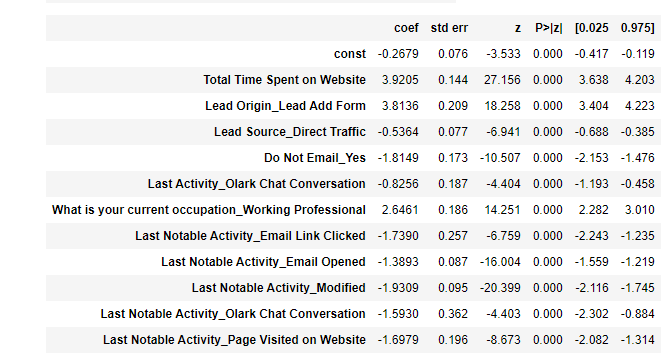 coef std err z P>|z| [0.025 0.975]
const -0.2679 0.076 -3.533 0.000 -0.417 -0.119
Total Time Spent on Website 3.9205 0.144 27.156 0.000 3.638 4.203
Lead Origin_Lead Add Form 3.8136 0.209 18.258 0.000 3.404 4.223
Lead Source_Direct Traffic -0.5364 0.077 -6.941 0.000 -0.688 -0.385
Do Not Email_Yes -1.8149 0.173 -10.507 0.000 -2.153 -1.476
Last Activity_Olark Chat Conversation -0.8256 0.187 -4.404 0.000 -1.193 -0.458
What is your current occupation_Working Professional 2.6461 0.186 14.251 0.000 2.282 3.010
Last Notable Activity_Email Link Clicked -1.7390 0.257 -6.759 0.000 -2.243 -1.235
Last Notable Activity_Email Opened -1.3893 0.087 -16.004 0.000 -1.559 -1.219
Last Notable Activity_Modified -1.9309 0.095 -20.399 0.000 -2.116 -1.745
Last Notable Activity_Olark Chat Conversation -1.5930 0.362 -4.403 0.000 -2.302 -0.884
Last Notable Activity_Page Visited on Website -1.6979 0.196 -8.673 0.000 -2.082 -1.314